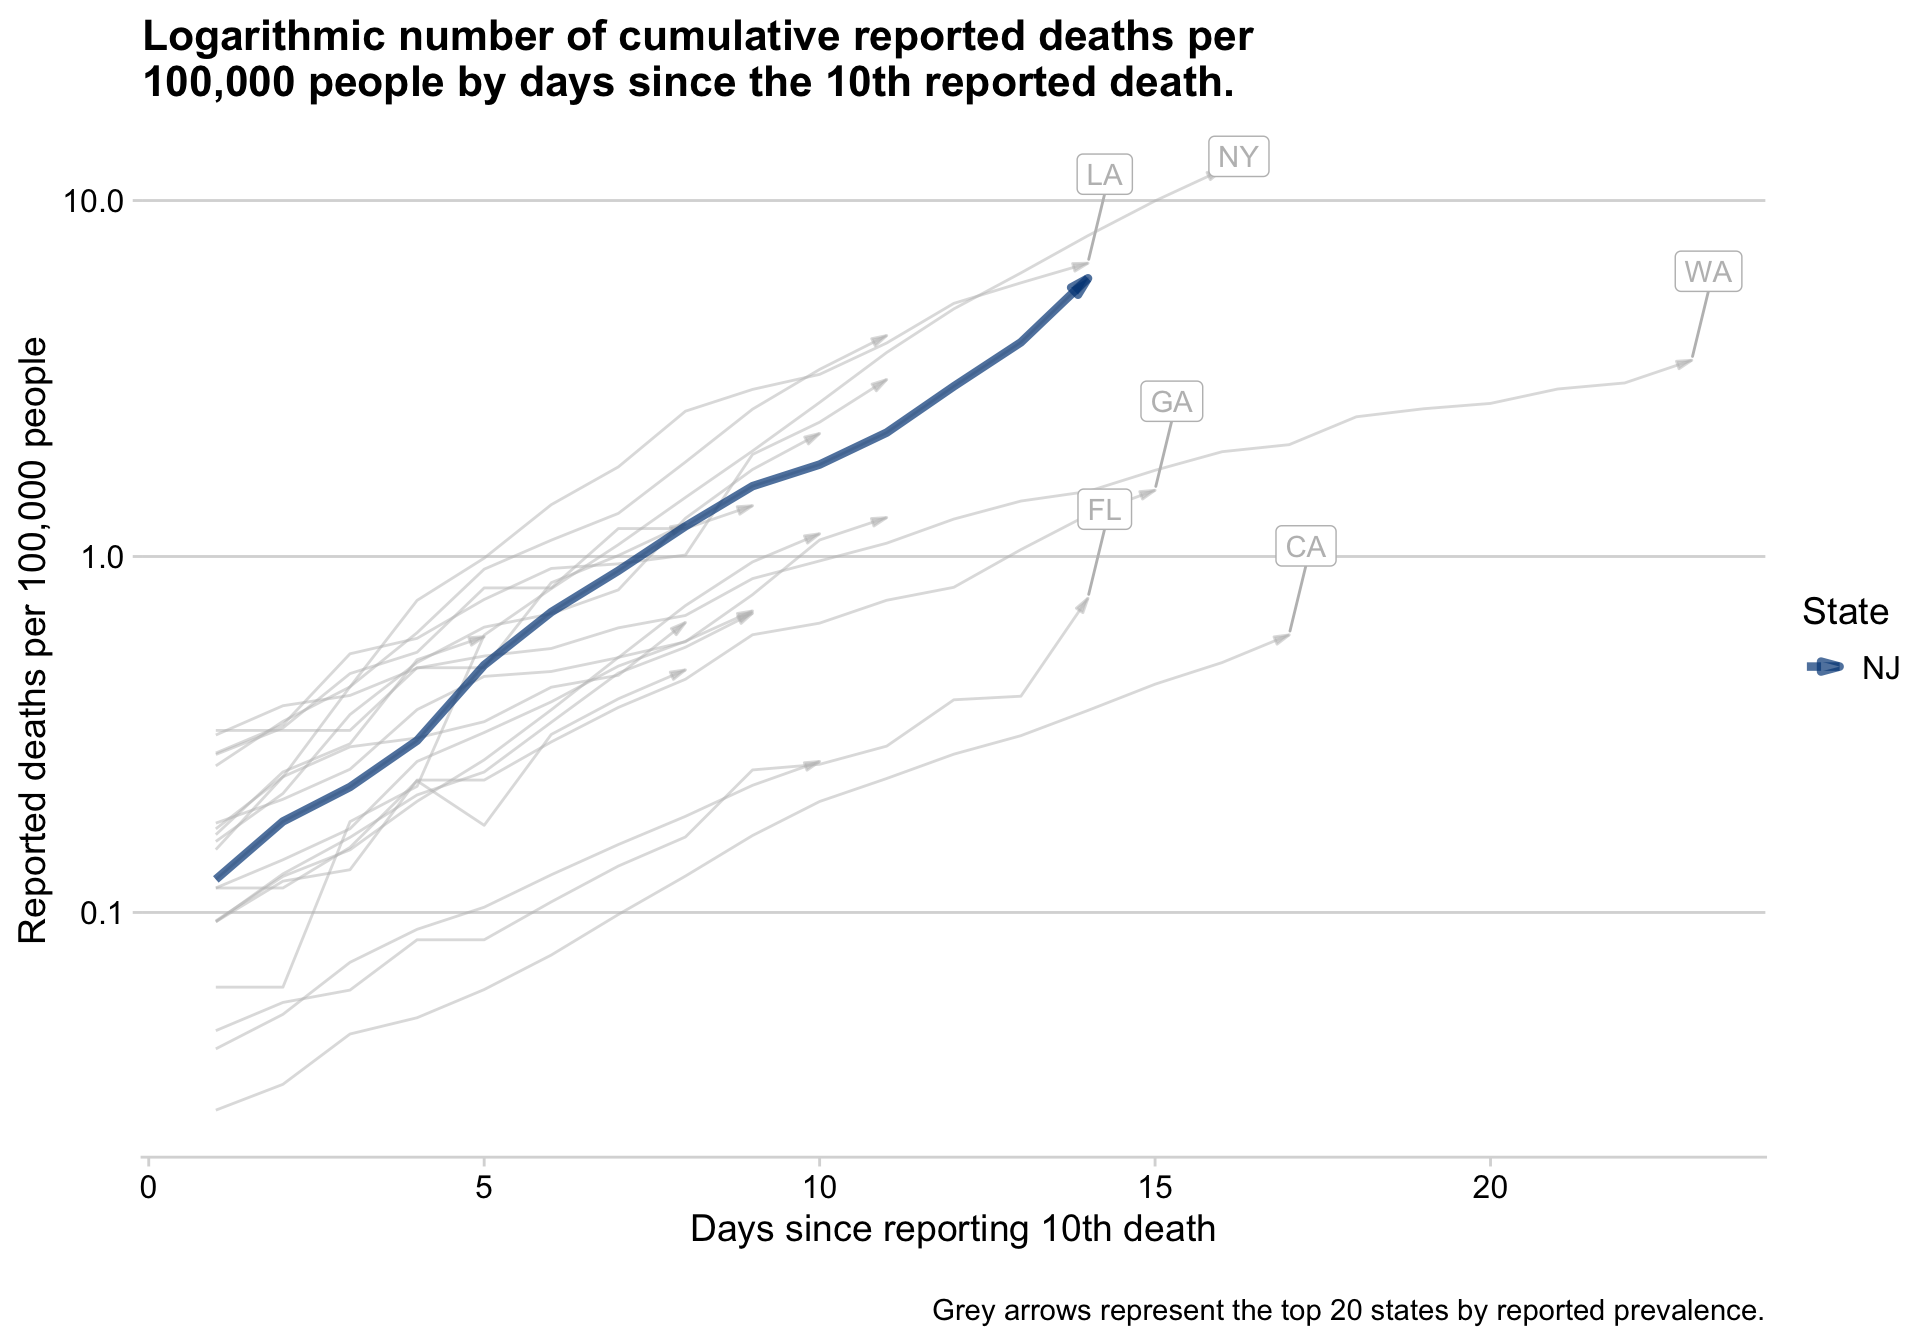 Logarithmic number of cumulative reported deaths per
100,000 people by days since the 10th reported death.
NY
LA
10.0
WA
GA
FL
CA
1.0
0.1
Reported deaths per 100,000 people
State
NJ
0
5
10
15
20
Days since reporting 10th death
Grey arrows represent the top 20 states by reported prevalence.